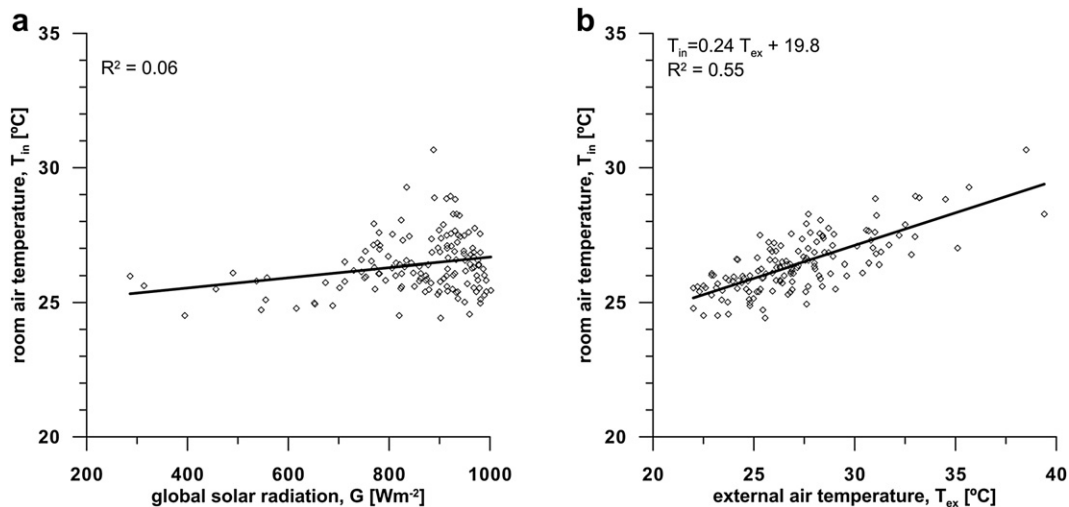 a
R² = 0.06
35
30
25
20
200 400 600 800 1000
room air temperature, Tin [ºC]
global solar radiation, G [Wm-2]
b
Tin=0.24 Tex + 19.8
R² = 0.55
35
30
25
20
20 25 30 35 40
room air temperature, Tin [ºC]
external air temperature, Tex [ºC]